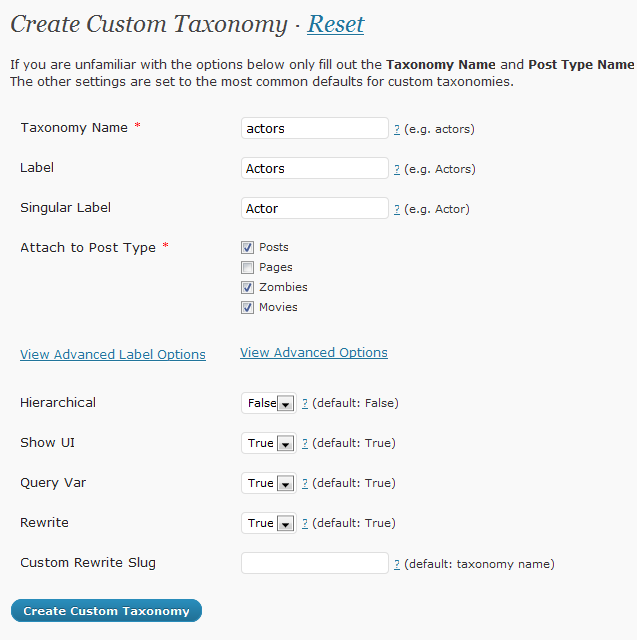 Create Custom Taxonomy · Reset
If you are unfamiliar with the options below only fill out the Taxonomy Name and Post Type Name
The other settings are set to the most common defaults for custom taxonomies.
Taxonomy Name * actors ? (e.g. actors)
Label Actors ? (e.g. Actors)
Singular Label Actor ? (e.g. Actor)
Attach to Post Type * Posts
Pages
Zombies
Movies
View Advanced Label Options View Advanced Options
Hierarchical False ? (default: False)
Show UI True ? (default: True)
Query Var True ? (default: True)
Rewrite True ? (default: True)
Custom Rewrite Slug ? (default: taxonomy name)
Create Custom Taxonomy